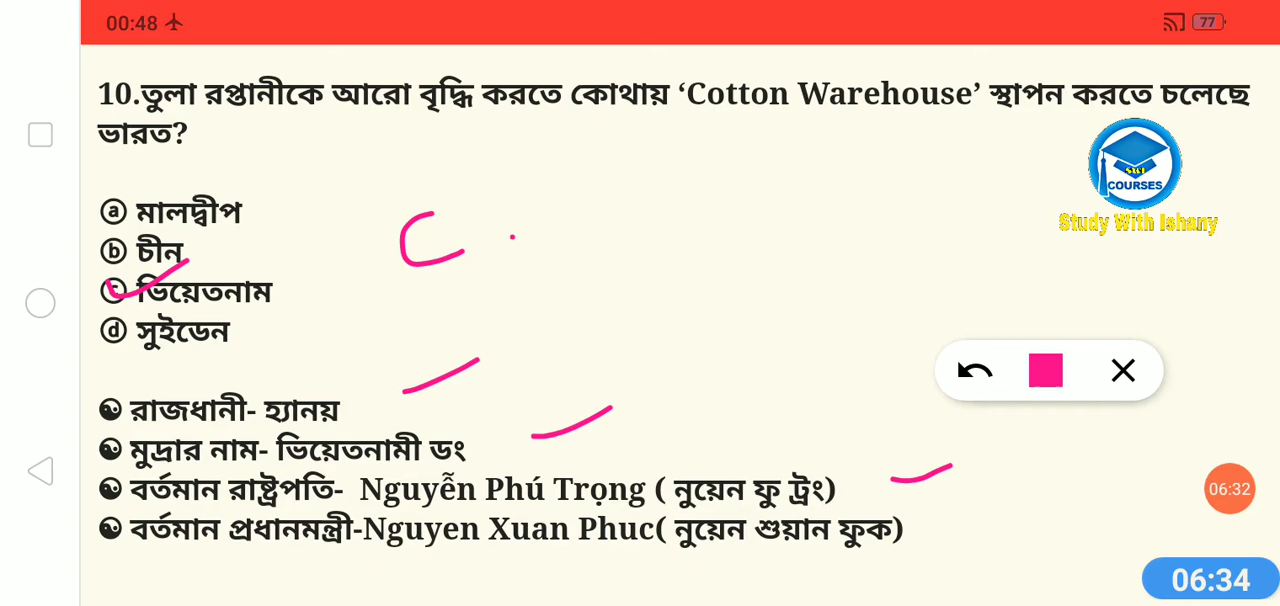 00:48
77
10.তুলা রপ্তানীকে আরো বৃদ্ধি করতে কোথায় ‘Cotton Warehouse’ স্থাপন করতে চলেছে
ভারত?
SWI
COURSES
Study With Ishany
ⓐ মালদ্বীপ
ⓑ চীন
ⓒ ভিয়েতনাম
ⓓ সুইডেন
C
☯ রাজধানী- হ্যানয়
☯ মুদ্রার নাম- ভিয়েতনামী ডং
☯ বর্তমান রাষ্ট্রপতি- Nguyễn Phú Trọng ( নুয়েন ফু ট্রং)
☯ বর্তমান প্রধানমন্ত্রী-Nguyen Xuan Phuc( নুয়েন শুয়ান ফুক)
06:32
06:34